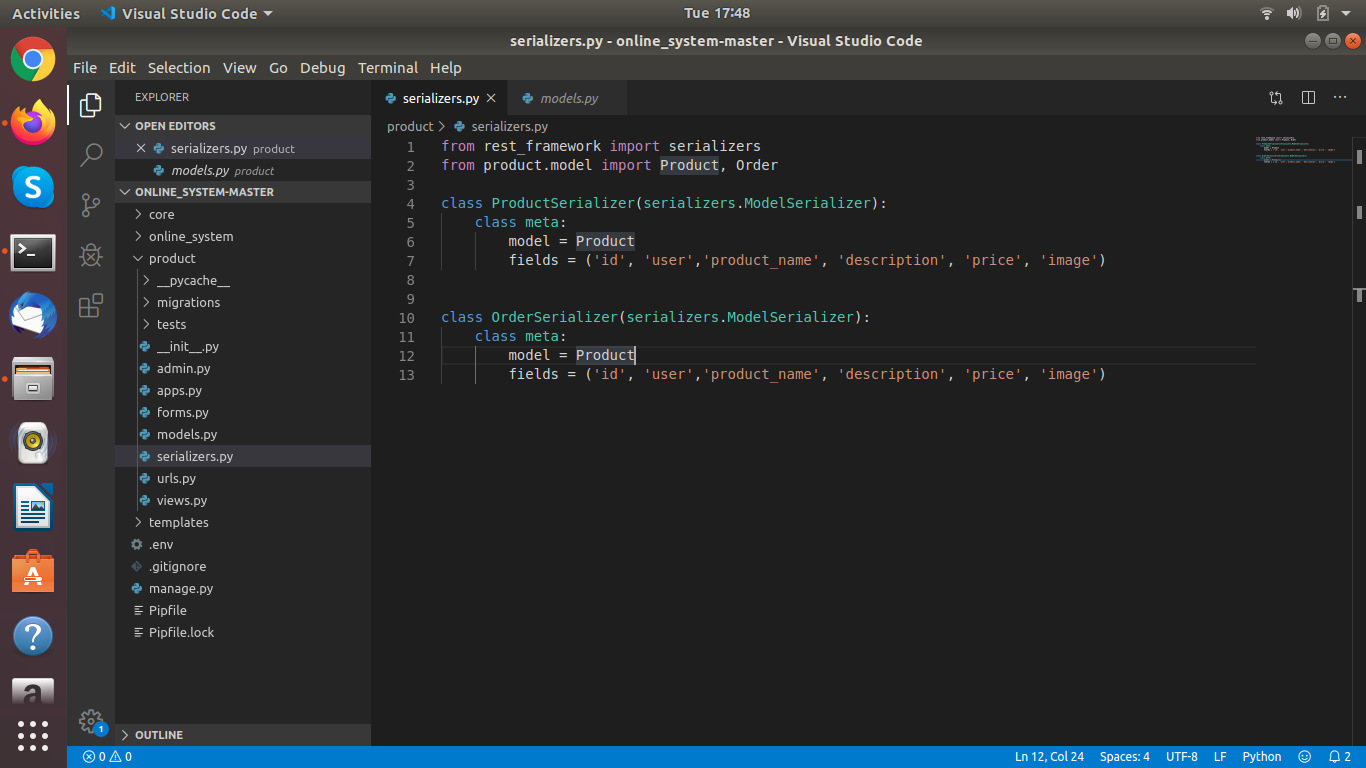 Activities
Visual Studio Code
Tue 17:48
serializers.py - online_system-master - Visual Studio Code
File Edit Selection View Go Debug Terminal Help
EXPLORER
OPEN EDITORS
serializers.py product
models.py product
ONLINE_SYSTEM-MASTER
core
online_system
product
__pycache__
migrations
tests
__init__.py
admin.py
apps.py
forms.py
models.py
serializers.py
urls.py
views.py
templates
.env
.gitignore
manage.py
Pipfile
Pipfile.lock
OUTLINE
serializers.py
models.py
product > serializers.py
1 from rest_framework import serializers
2 from product.model import Product, Order
3
4 class ProductSerializer(serializers.ModelSerializer):
5     class meta:
6         model = Product
7         fields = ('id', 'user','product_name', 'description', 'price', 'image')
8
9
10 class OrderSerializer(serializers.ModelSerializer):
11     class meta:
12         model = Product
13         fields = ('id', 'user','product_name', 'description', 'price', 'image')
1
0 0
Ln 12, Col 24 Spaces: 4 UTF-8 LF Python 2